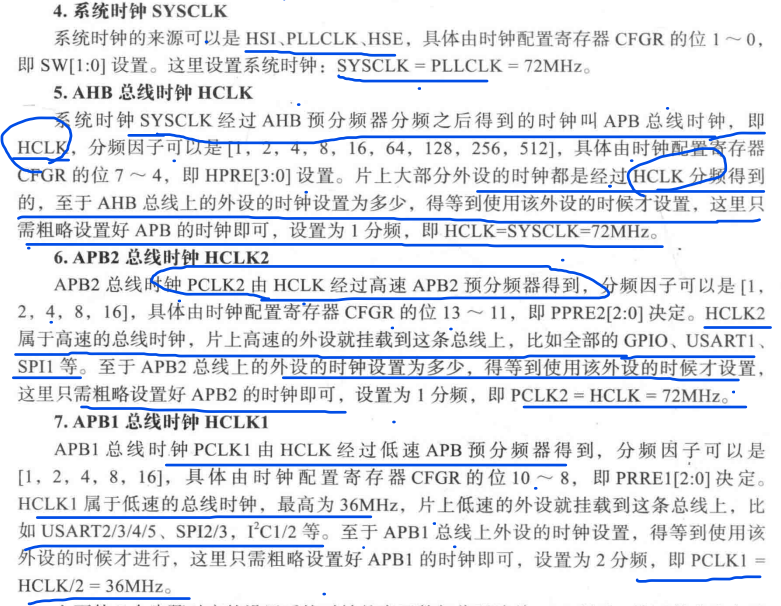 4. 系统时钟 SYSCLK
系统时钟的来源可以是 HSI、PLLCLK、HSE，具体由时钟配置寄存器 CFGR 的位 1 ～ 0，
即 SW[1:0] 设置。这里设置系统时钟：SYSCLK = PLLCLK = 72MHz。
5. AHB 总线时钟 HCLK
系统时钟 SYSCLK 经过 AHB 预分频器分频之后得到的时钟叫 APB 总线时钟，即
HCLK，分频因子可以是 [1，2，4，8，16，64，128，256，512]，具体由时钟配置寄存器
CFGR 的位 7 ～ 4，即 HPRE[3:0] 设置。片上大部分外设的时钟都是经过 HCLK 分频得到
的，至于 AHB 总线上的外设的时钟设置为多少，得等到使用该外设的时候才设置，这里只
需粗略设置好 APB 的时钟即可，设置为 1 分频，即 HCLK=SYSCLK=72MHz。
6. APB2 总线时钟 HCLK2
APB2 总线时钟 PCLK2 由 HCLK 经过高速 APB2 预分频器得到，分频因子可以是 [1，
2，4，8，16]，具体由时钟配置寄存器 CFGR 的位 13 ～ 11，即 PPRE2[2:0] 决定。HCLK2
属于高速的总线时钟，片上高速的外设就挂载到这条总线上，比如全部的 GPIO、USART1、
SPI1 等。至于 APB2 总线上的外设的时钟设置为多少，得等到使用该外设的时候才设置，
这里只需粗略设置好 APB2 的时钟即可，设置为 1 分频，即 PCLK2 = HCLK = 72MHz。
7. APB1 总线时钟 HCLK1
APB1 总线时钟 PCLK1 由 HCLK 经过低速 APB 预分频器得到，分频因子可以是
[1，2，4，8，16]，具体由时钟配置寄存器 CFGR 的位 10 ～ 8，即 PRRE1[2:0] 决定。
HCLK1 属于低速的总线时钟，最高为 36MHz，片上低速的外设就挂载到这条总线上，比
如 USART2/3/4/5、SPI2/3，I²C1/2 等。至于 APB1 总线上外设的时钟设置，得等到使用该
外设的时候才进行，这里只需粗略设置好 APB1 的时钟即可，设置为 2 分频，即 PCLK1 =
HCLK/2 = 36MHz。